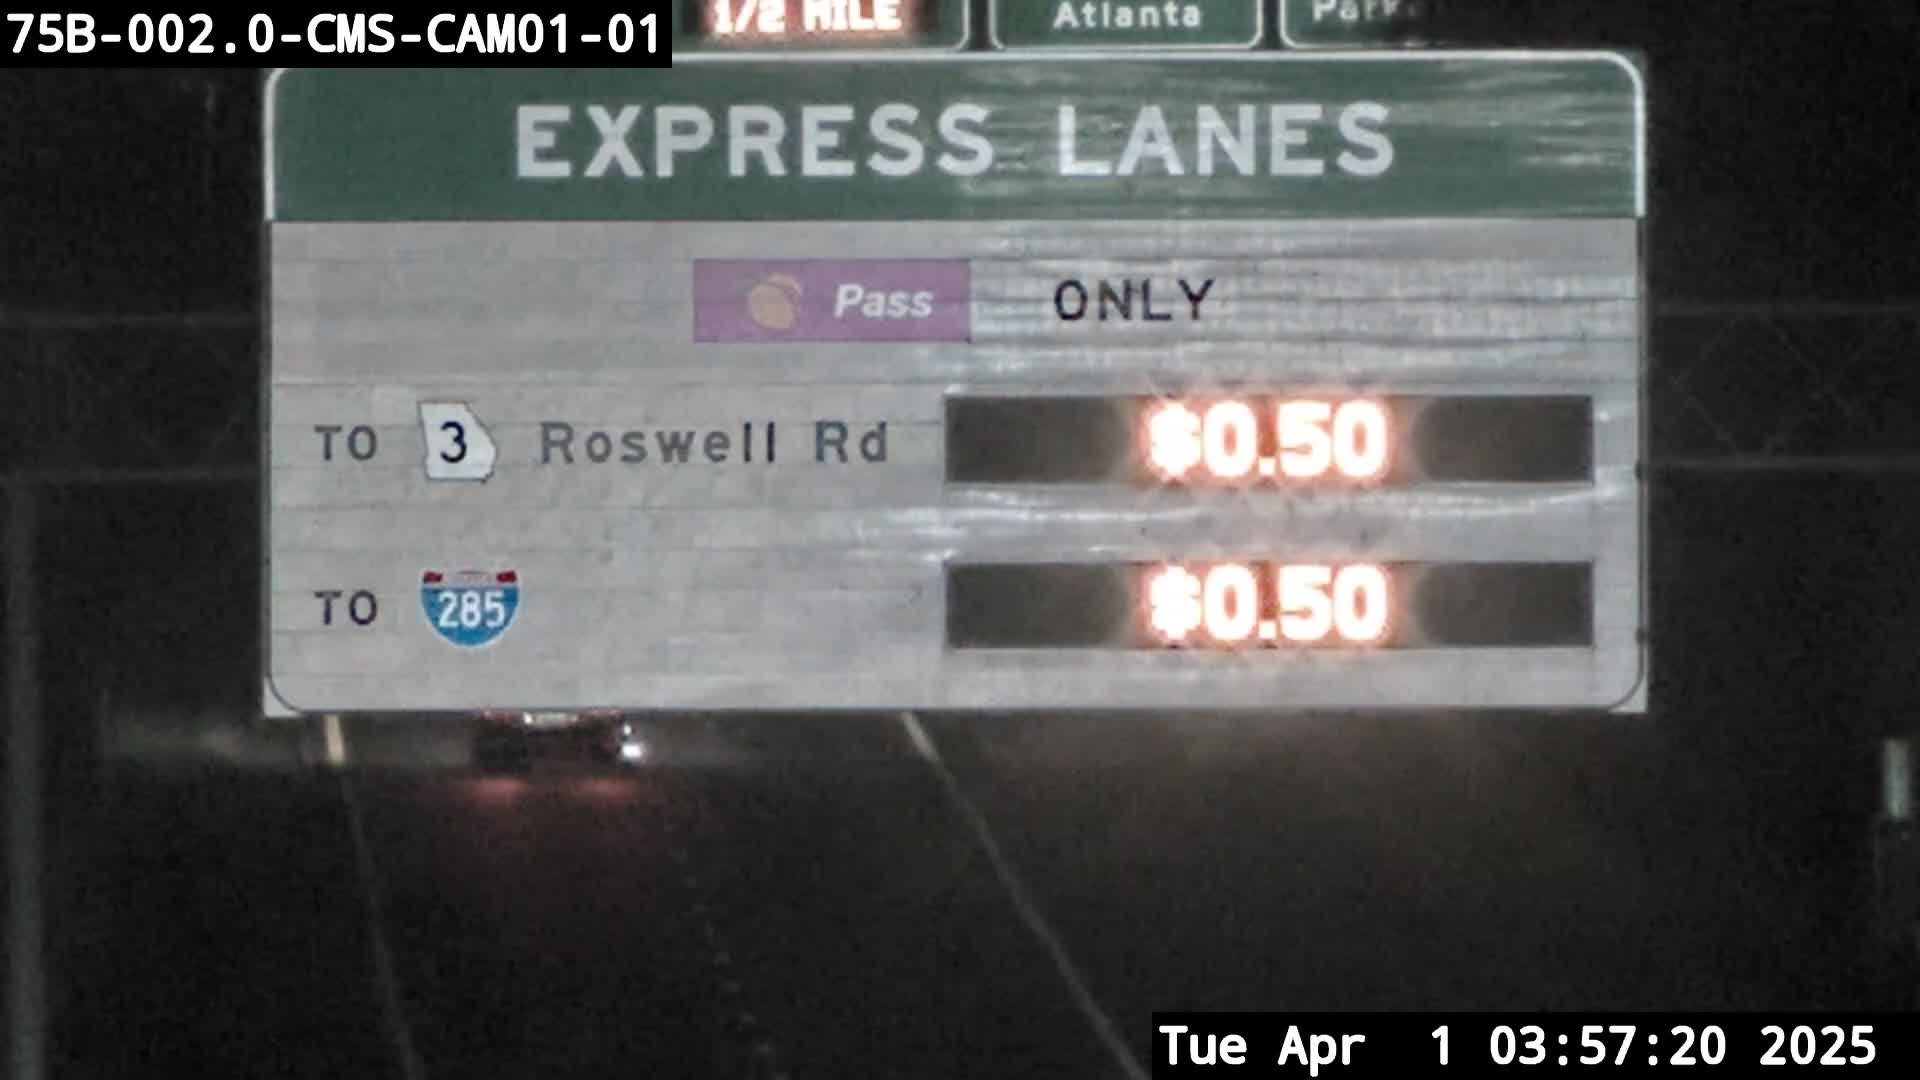 75B-002.0-CMS-CAM01-01
1/2 MILE
Atlanta
EXPRESS LANES
Pass ONLY
TO 3 Roswell Rd $0.50
TO 285 $0.50
Tue Apr 1 03:57:20 2025